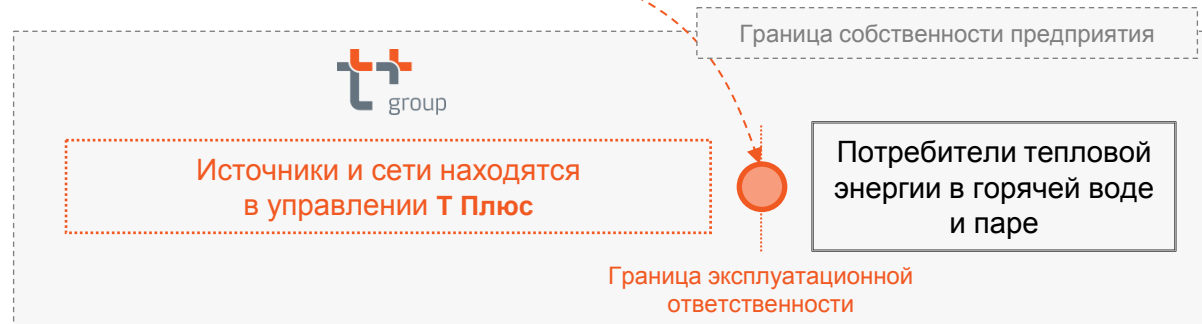 Граница собственности предприятия
group
Источники и сети находятся
в управлении Т Плюс
Потребители тепловой
энергии в горячей воде
и паре
Граница эксплуатационной
ответственности